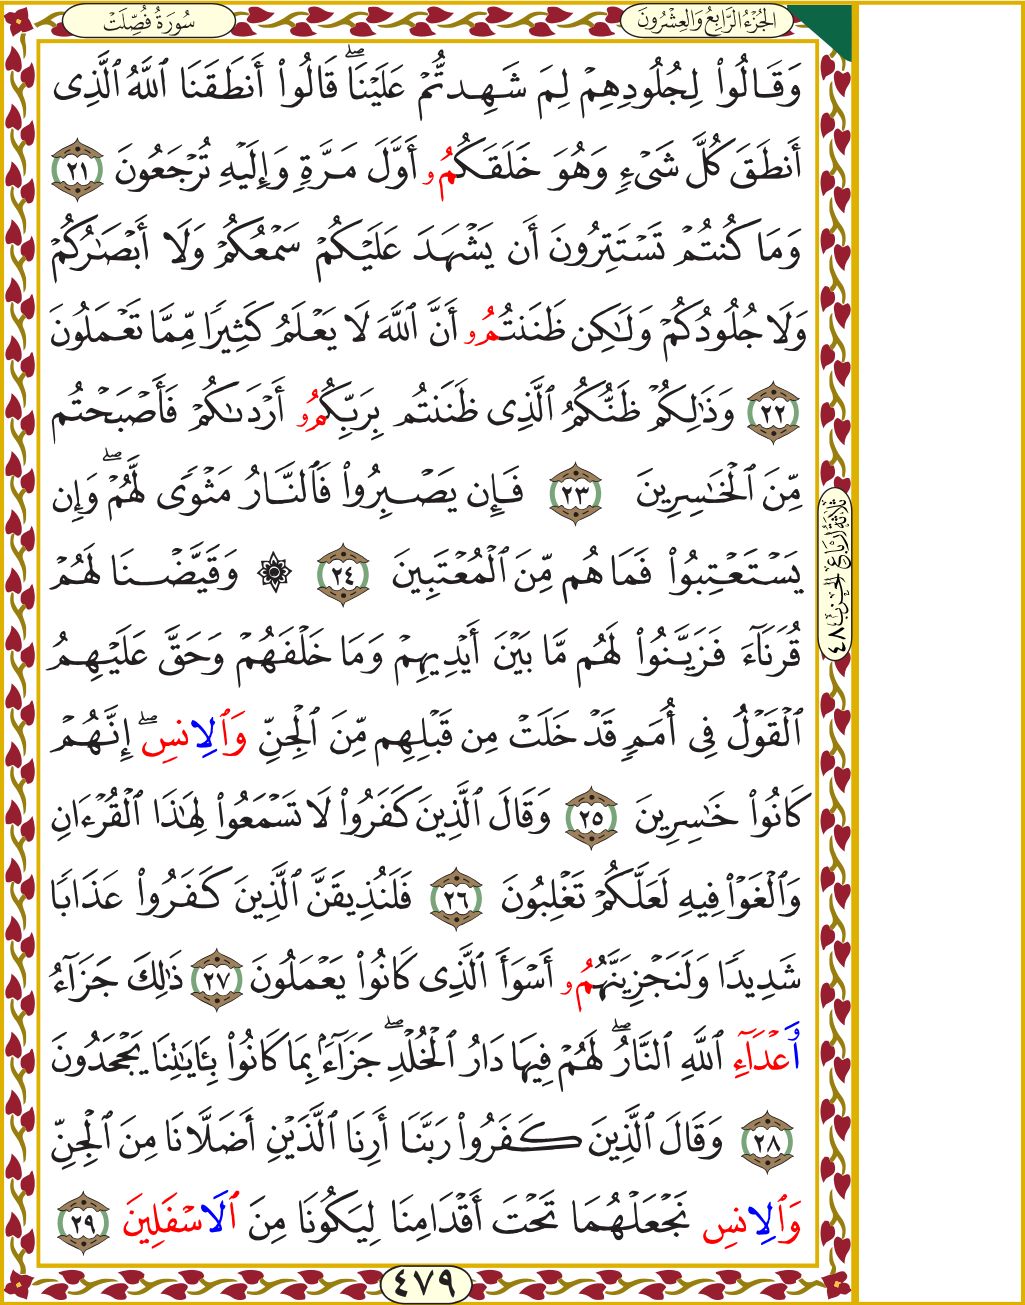 الجُزْءُ الرَّابِعُ وَالعِشْرُونَ
سُورَةُ فُصِّلَتْ
وَقَالُواْ لِجُلُودِهِمْ لِمَ شَهِدتُّمْ عَلَيْنَاۖ قَالُواْ أَنطَقَنَا ٱللَّهُ ٱلَّذِى
أَنطَقَ كُلَّ شَىْءٍ وَهُوَ خَلَقَكُمُۥ أَوَّلَ مَرَّةٍ وَإِلَيْهِ تُرْجَعُونَ ٢١
وَمَا كُنتُمْ تَسْتَتِرُونَ أَن يَشْهَدَ عَلَيْكُمْ سَمْعُكُمْ وَلَا أَبْصَٰرُكُمْ
وَلَا جُلُودُكُمْ وَلَٰكِن ظَنَنتُمُۥ أَنَّ ٱللَّهَ لَا يَعْلَمُ كَثِيرًا مِّمَّا تَعْمَلُونَ
٢٢ وَذَٰلِكُمْ ظَنُّكُمُ ٱلَّذِى ظَنَنتُم بِرَبِّكُمُۥ أَرْدَىٰكُمْ فَأَصْبَحْتُم
مِّنَ ٱلْخَٰسِرِينَ ٢٣ فَإِن يَصْبِرُواْ فَٱلنَّارُ مَثْوًى لَّهُمْۖ وَإِن
يَسْتَعْتِبُواْ فَمَا هُم مِّنَ ٱلْمُعْتَبِينَ ٢٤ ۞ وَقَيَّضْنَا لَهُمْ
قُرَنَآءَ فَزَيَّنُواْ لَهُم مَّا بَيْنَ أَيْدِيهِمْ وَمَا خَلْفَهُمْ وَحَقَّ عَلَيْهِمُ
ٱلْقَوْلُ فِى أُمَمٍ قَدْ خَلَتْ مِن قَبْلِهِم مِّنَ ٱلْجِنِّ وَٱلِانسِۖ إِنَّهُمْ
كَانُواْ خَٰسِرِينَ ٢٥ وَقَالَ ٱلَّذِينَ كَفَرُواْ لَا تَسْمَعُواْ لِهَٰذَا ٱلْقُرْءَانِ
وَٱلْغَوْاْ فِيهِ لَعَلَّكُمْ تَغْلِبُونَ ٢٦ فَلَنُذِيقَنَّ ٱلَّذِينَ كَفَرُواْ عَذَابًا
شَدِيدًا وَلَنَجْزِيَنَّهُمُۥ أَسْوَأَ ٱلَّذِى كَانُواْ يَعْمَلُونَ ٢٧ ذَٰلِكَ جَزَآءُ
اَ۬عْدَآءِ ٱللَّهِ ٱلنَّارُۖ لَهُمْ فِيهَا دَارُ ٱلْخُلْدِۖ جَزَآءًۢ بِمَا كَانُواْ بِـَٔايَٰتِنَا يَجْحَدُونَ
٢٨ وَقَالَ ٱلَّذِينَ كَفَرُواْ رَبَّنَا أَرِنَا ٱلَّذَيْنِ أَضَلَّانَا مِنَ ٱلْجِنِّ
وَٱلِانسِ نَجْعَلْهُمَا تَحْتَ أَقْدَامِنَا لِيَكُونَا مِنَ ٱلَاسْفَلِينَ ٢٩
ثلاثة أرباع الحزب ٤٨
٤٧٩